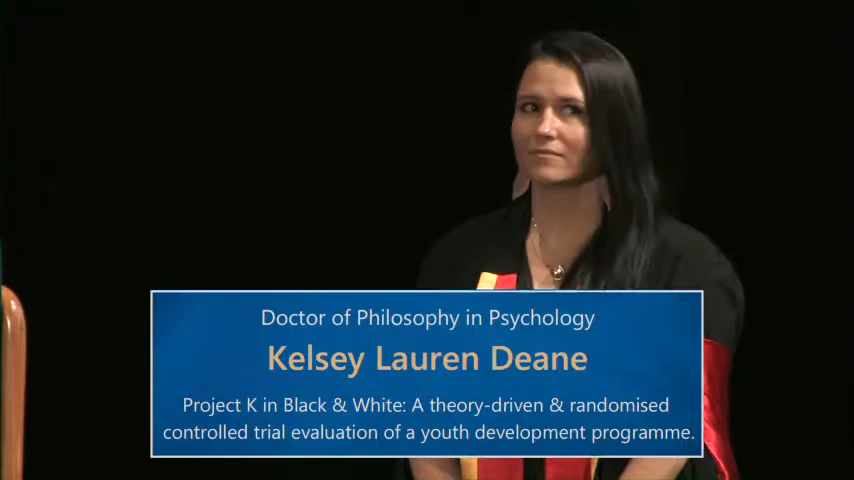 Doctor of Philosophy in Psychology
Kelsey Lauren Deane
Project K in Black & White: A theory-driven & randomised
controlled trial evaluation of a youth development programme.